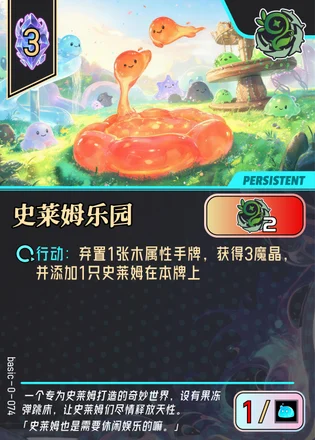 3
PERSISTENT
史莱姆乐园
2
行动：弃置1张木属性手牌，获得3魔晶，
并添加1只史莱姆在本牌上
basic-0-074
一个专为史莱姆打造的奇妙世界，设有果冻
弹跳床，让史莱姆们尽情释放天性。
「史莱姆也是需要休闲娱乐的嘛。」
1/